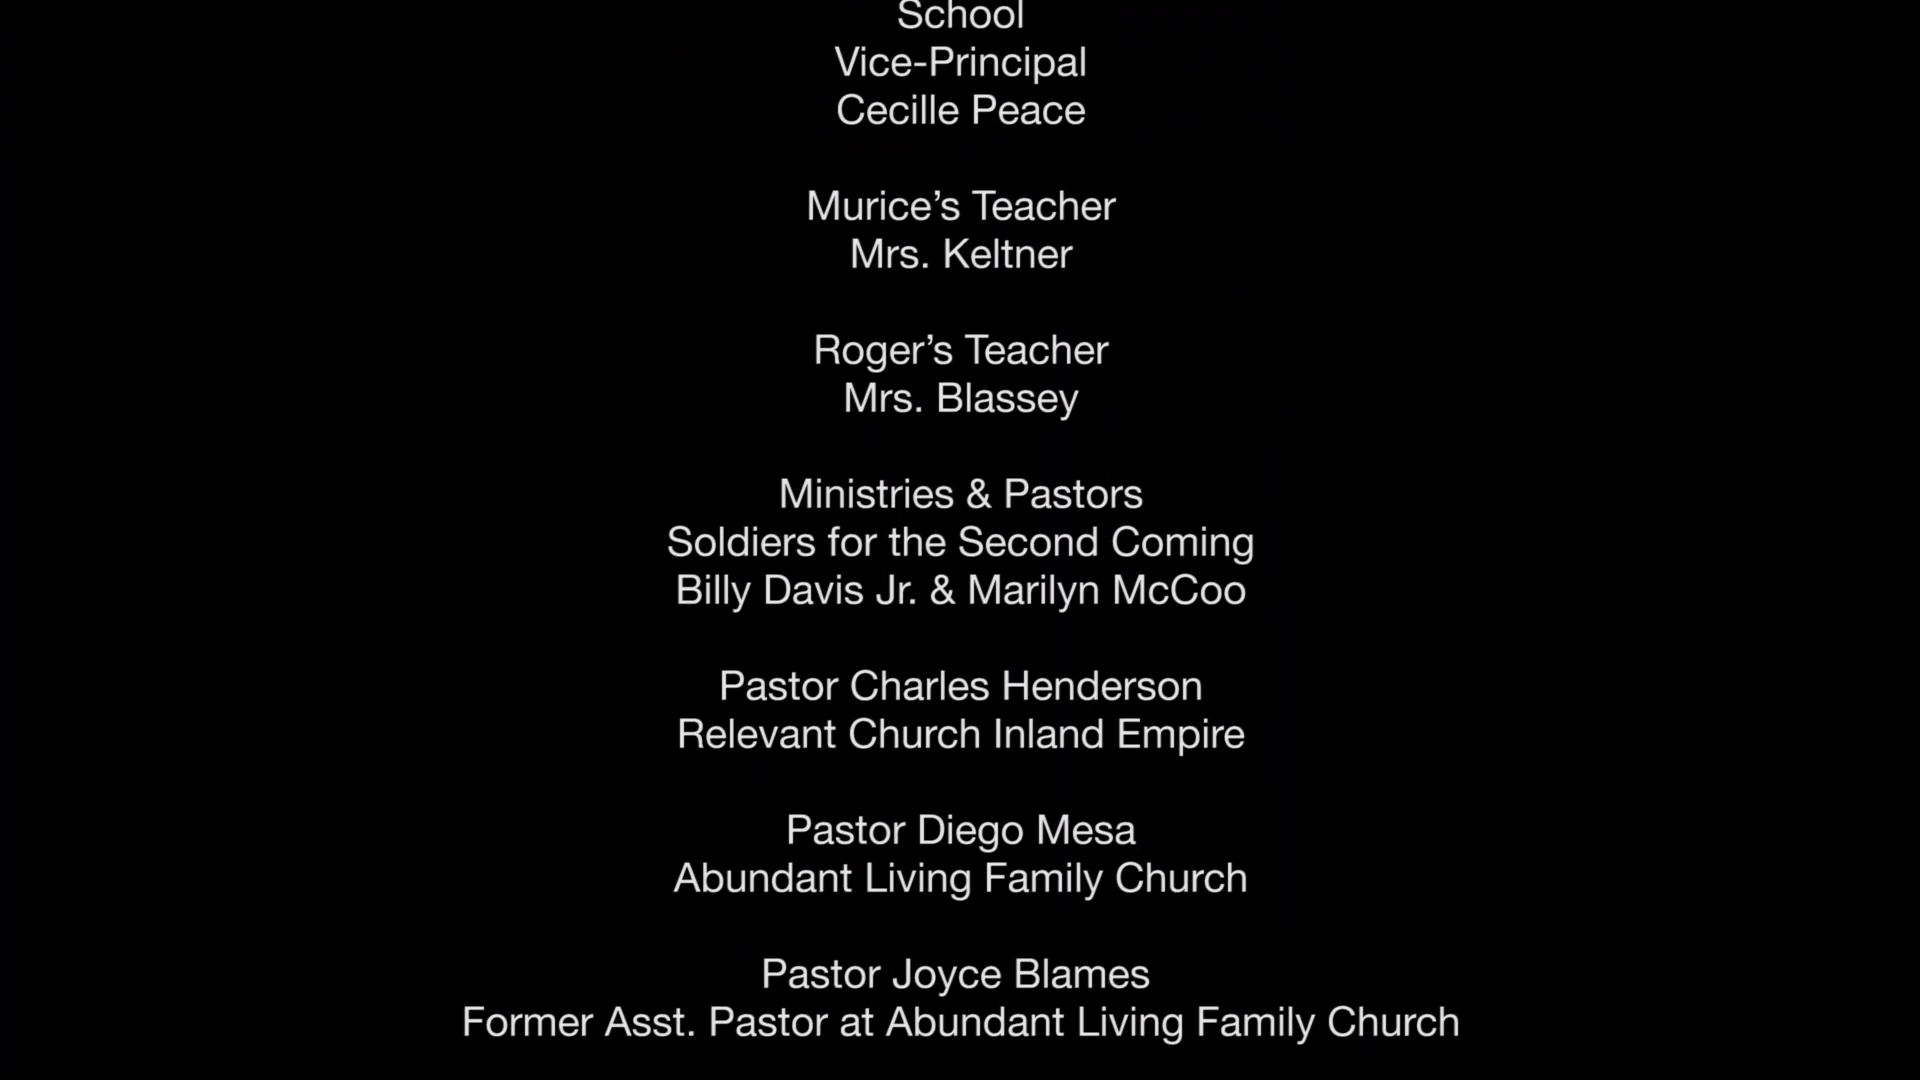 School
Vice-Principal
Cecille Peace
Murice’s Teacher
Mrs. Keltner
Roger’s Teacher
Mrs. Blassey
Ministries & Pastors
Soldiers for the Second Coming
Billy Davis Jr. & Marilyn McCoo
Pastor Charles Henderson
Relevant Church Inland Empire
Pastor Diego Mesa
Abundant Living Family Church
Pastor Joyce Blames
Former Asst. Pastor at Abundant Living Family Church